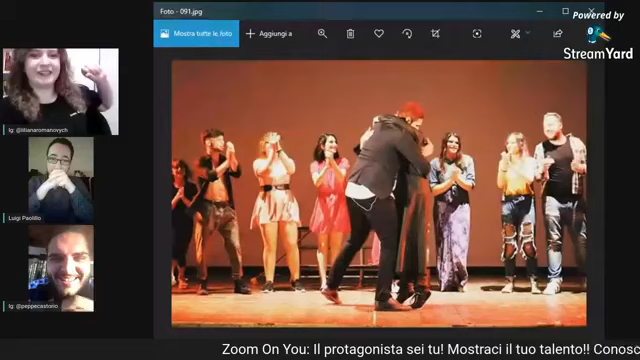 Foto - 091.jpg
Powered by
Mostra tutte le foto
Aggiungi a
StreamYard
Ig: @lilianaromanovych
Luigi Paolillo
Ig: @peppecastorio
Zoom On You: Il protagonista sei tu! Mostraci il tuo talento!! Conosc